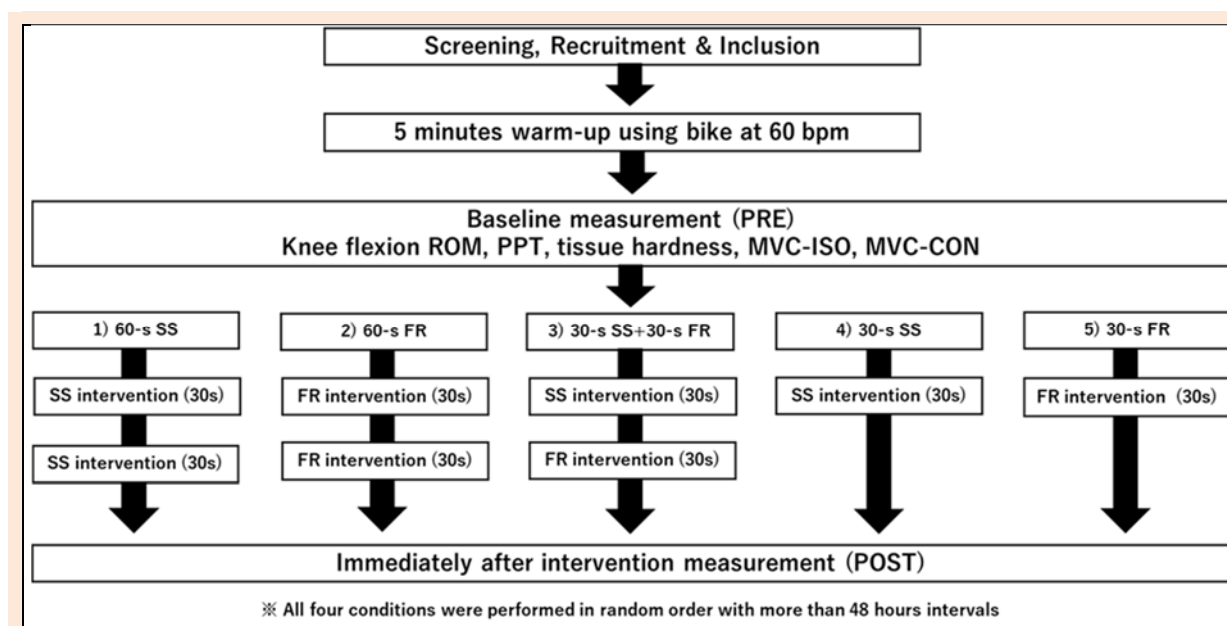 Screening, Recruitment & Inclusion
5 minutes warm-up using bike at 60 bpm
Baseline measurement (PRE)
Knee flexion ROM, PPT, tissue hardness, MVC-ISO, MVC-CON
1) 60-s SS
2) 60-s FR
3) 30-s SS+30-s FR
4) 30-s SS
5) 30-s FR
SS intervention (30s)
FR intervention (30s)
SS intervention (30s)
SS intervention (30s)
FR intervention (30s)
SS intervention (30s)
FR intervention (30s)
FR intervention (30s)
Immediately after intervention measurement (POST)
※ All four conditions were performed in random order with more than 48 hours intervals